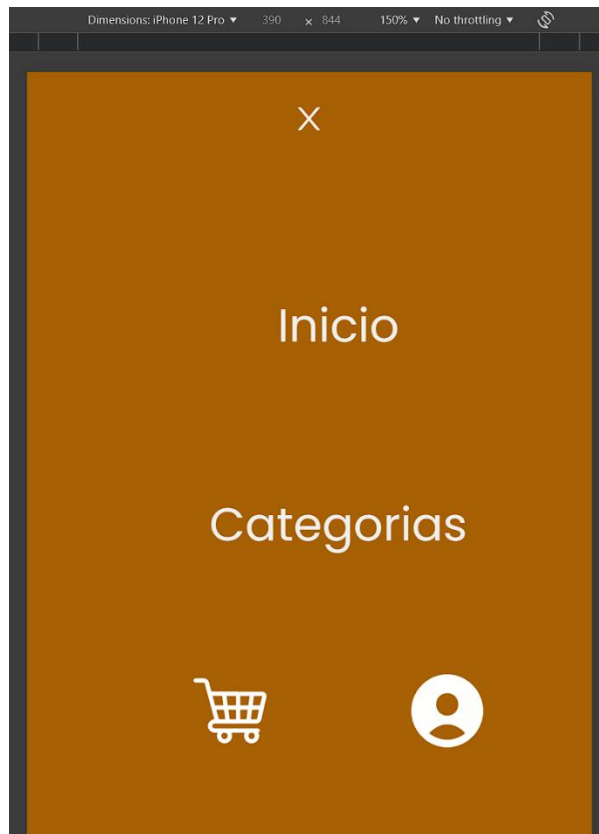 Dimensions: iPhone 12 Pro ▼ 390 × 844 150% ▼ No throttling ▼
X
Inicio
Categorias